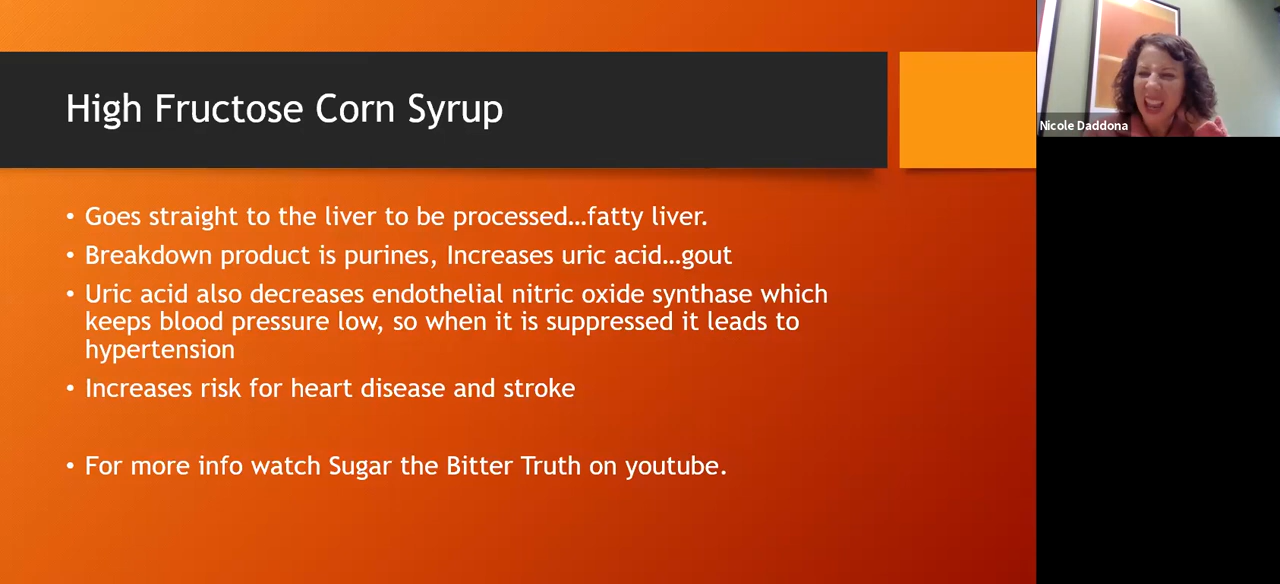 High Fructose Corn Syrup
Nicole Daddona
• Goes straight to the liver to be processed…fatty liver.
• Breakdown product is purines, Increases uric acid…gout
• Uric acid also decreases endothelial nitric oxide synthase which
keeps blood pressure low, so when it is suppressed it leads to
hypertension
• Increases risk for heart disease and stroke
• For more info watch Sugar the Bitter Truth on youtube.